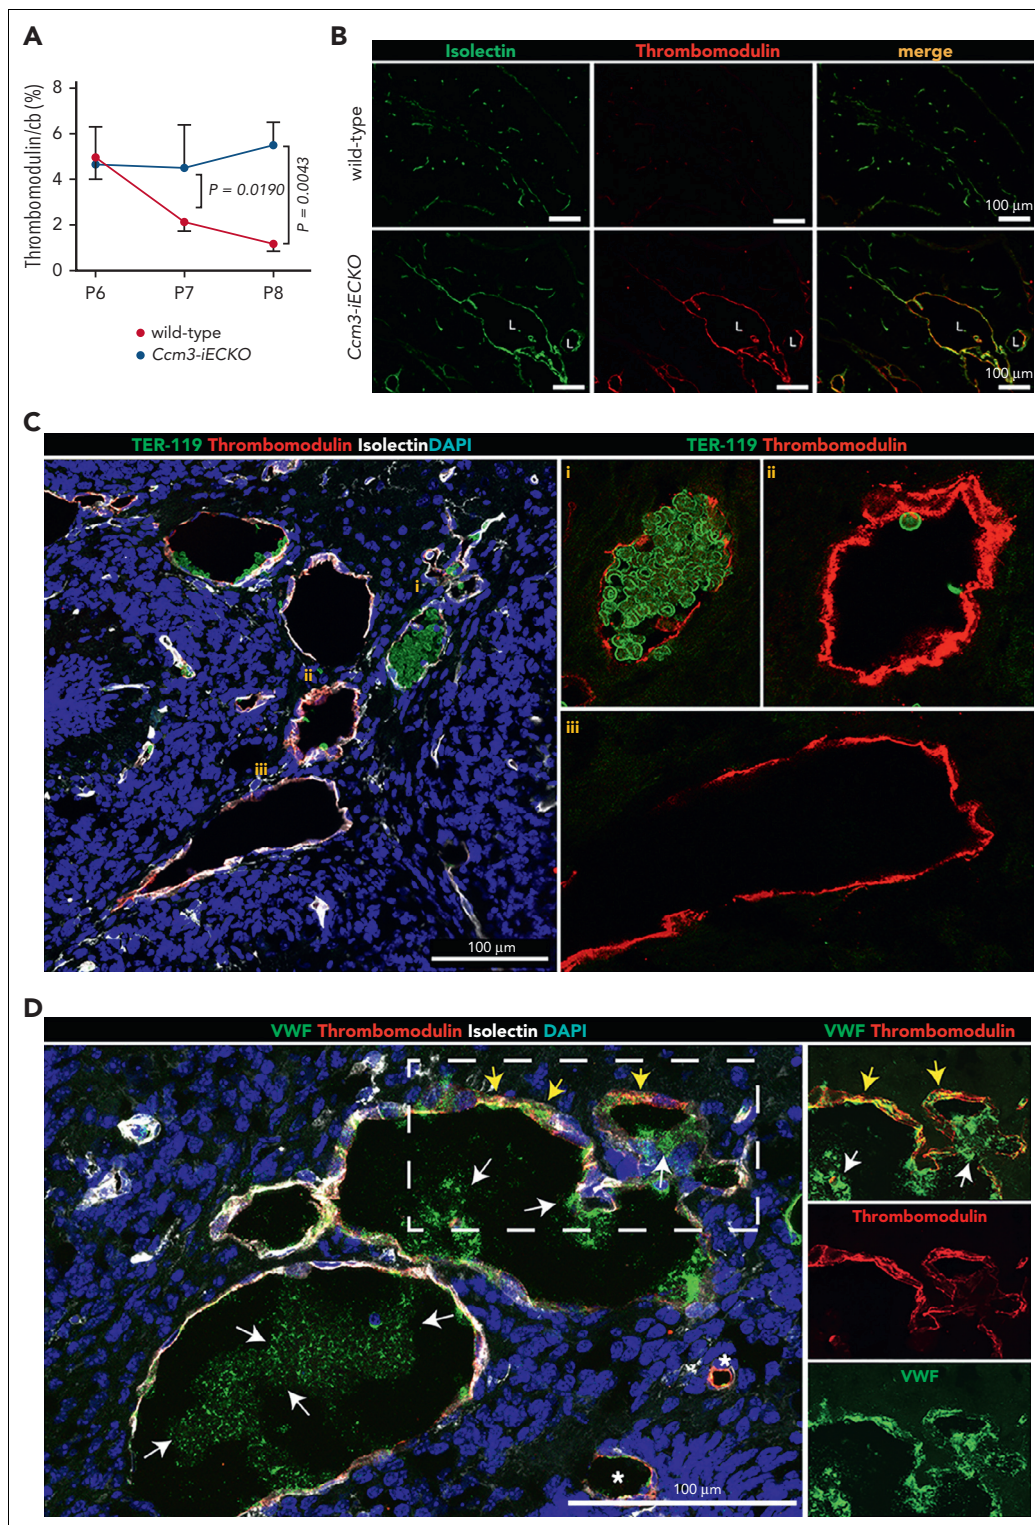 A
Thrombomodulin/cb (%)
8
6
4
2
0
P = 0.0190
P = 0.0043
P6 P7 P8
wild-type
Ccm3-iECKO
B
Isolectin Thrombomodulin merge
wild-type
100 µm
Ccm3-iECKO
L L
L L
L L
100 µm
C
TER-119 Thrombomodulin IsolectinDAPI
TER-119 Thrombomodulin
i
ii
iii
100 µm
i
ii
iii
D
VWF Thrombomodulin Isolectin DAPI
VWF Thrombomodulin
*
*
100 µm
Thrombomodulin
VWF